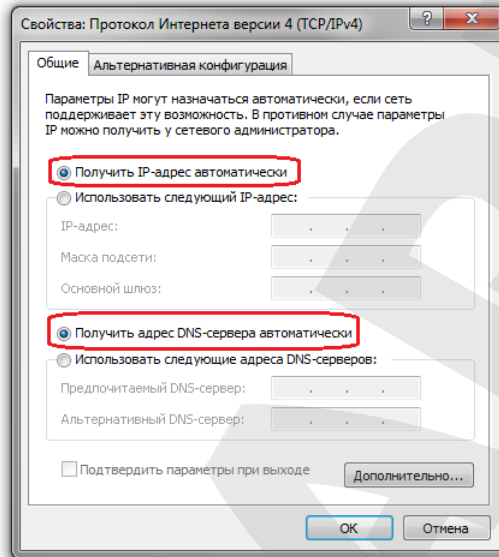 Свойства: Протокол Интернета версии 4 (TCP/IPv4)
Общие
Альтернативная конфигурация
Параметры IP могут назначаться автоматически, если сеть
поддерживает эту возможность. В противном случае параметры
IP можно получить у сетевого администратора.
Получить IP-адрес автоматически
Использовать следующий IP-адрес:
IP-адрес:
Маска подсети:
Основной шлюз:
Получить адрес DNS-сервера автоматически
Использовать следующие адреса DNS-серверов:
Предпочитаемый DNS-сервер:
Альтернативный DNS-сервер:
Подтвердить параметры при выходе
Дополнительно...
ОК
Отмена